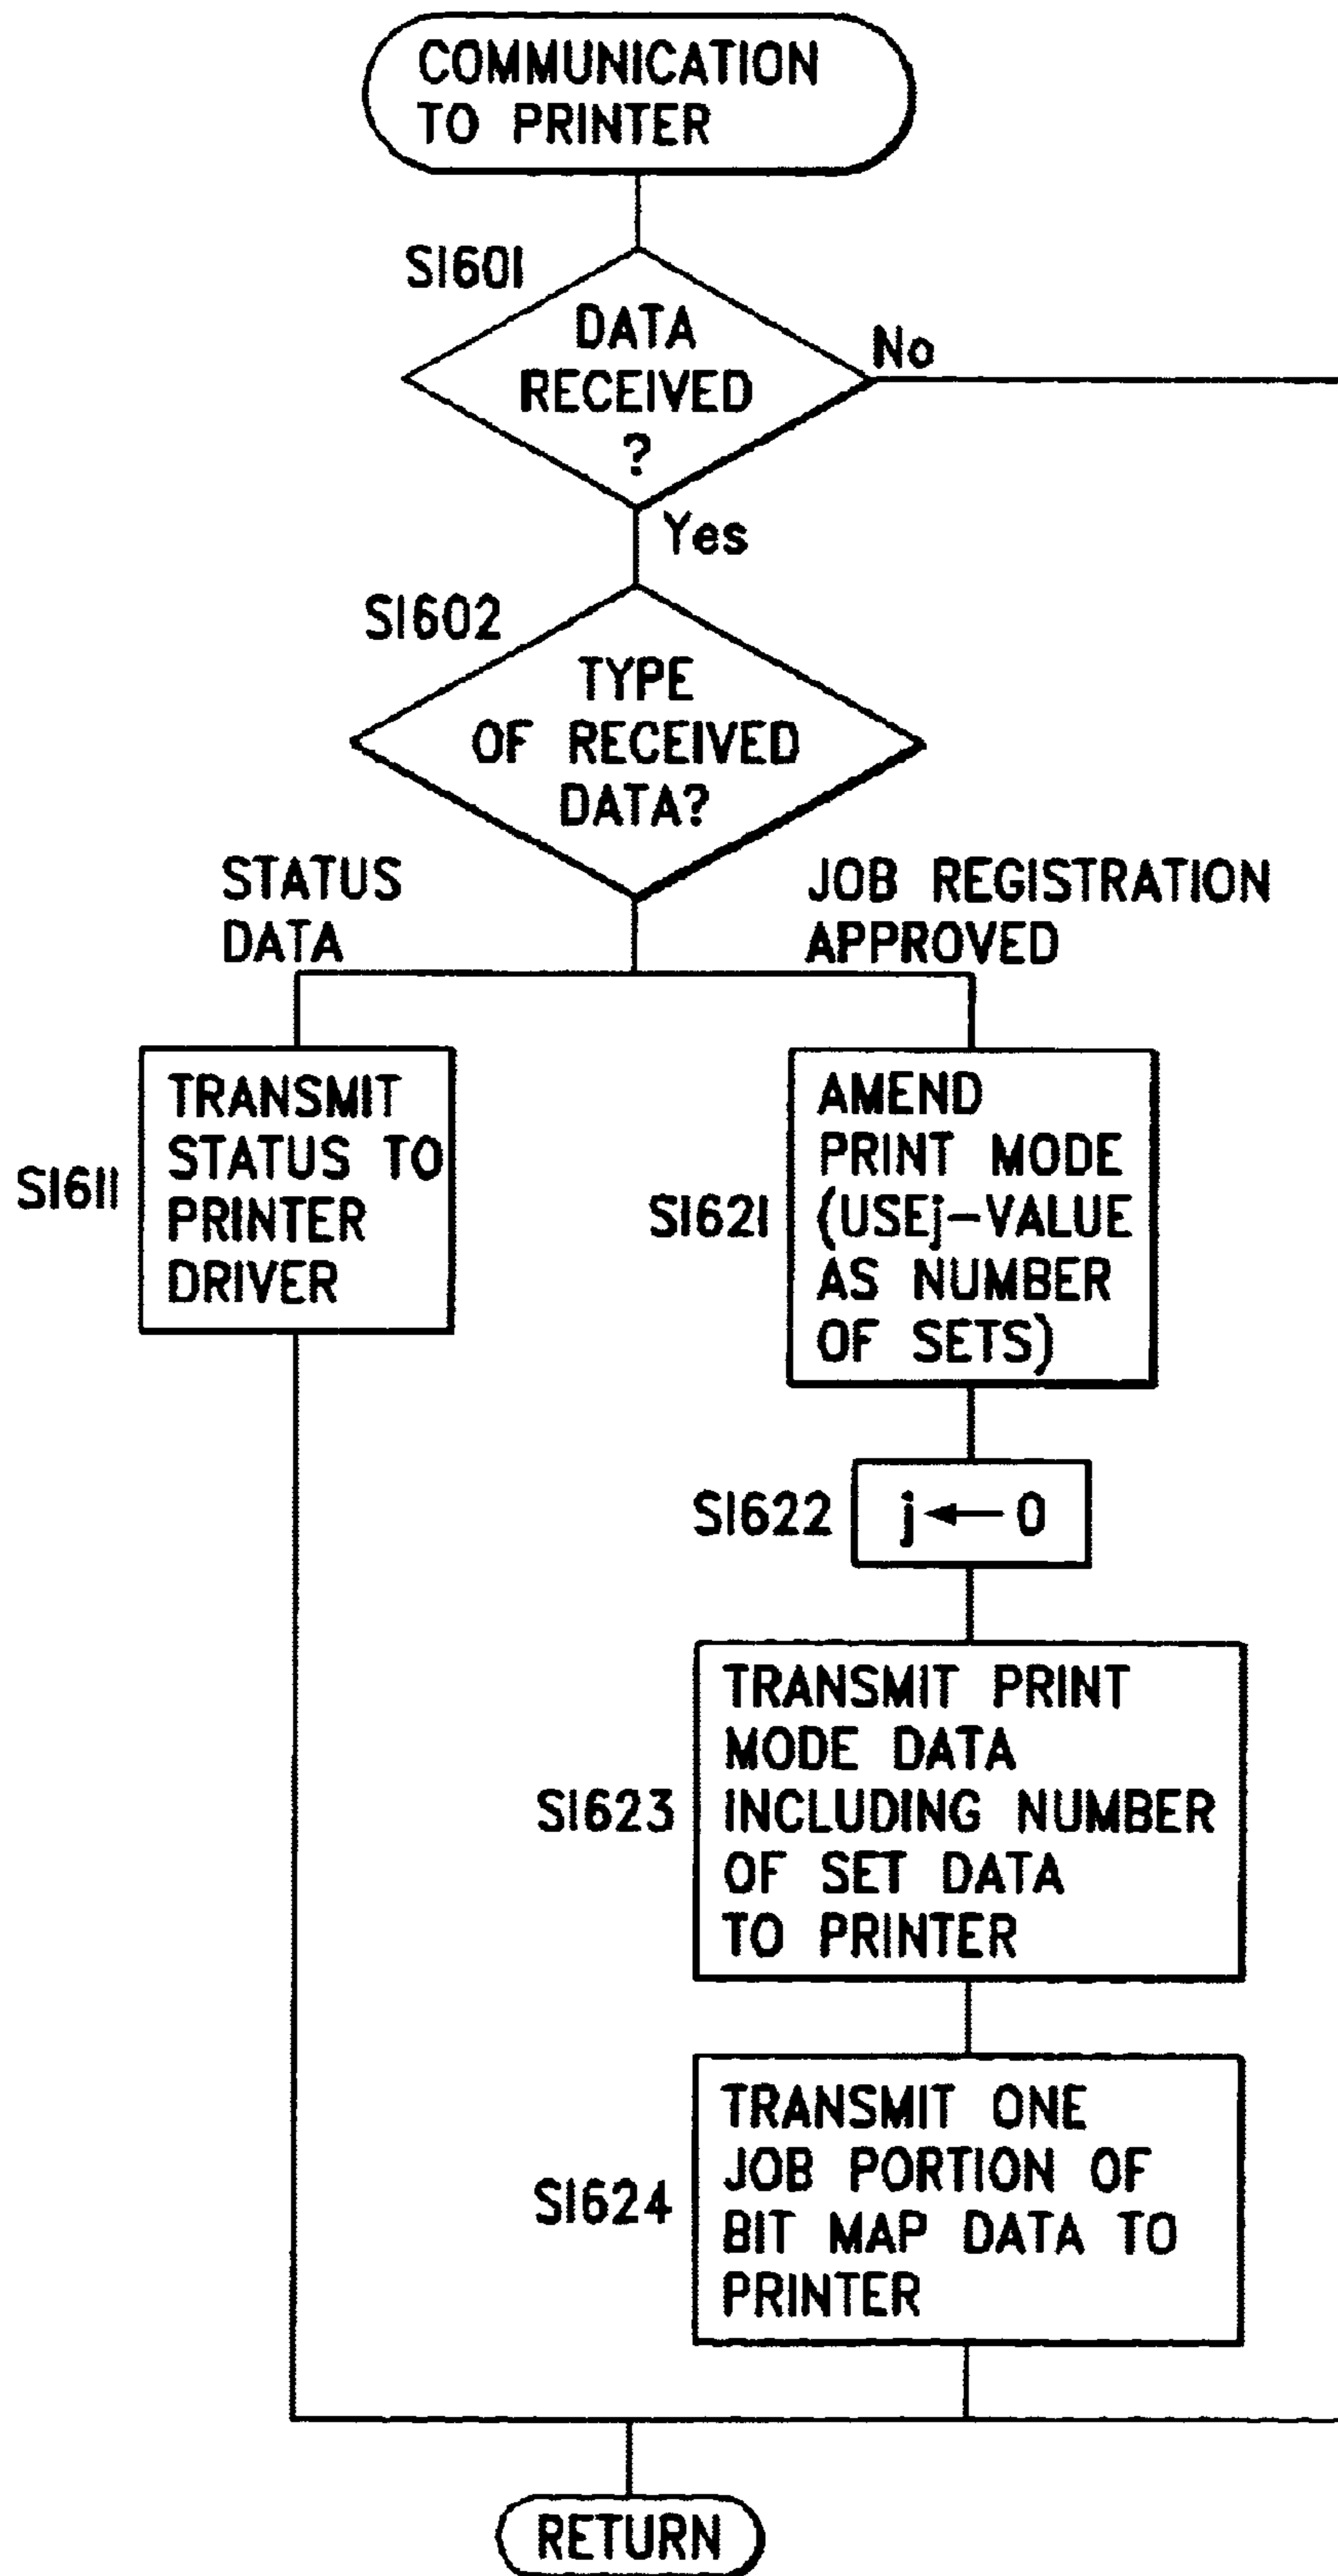 COMMUNICATION
TO PRINTER
S1601
DATA
RECEIVED
?
No
Yes
S1602
TYPE
OF RECEIVED
DATA?
STATUS
DATA
JOB REGISTRATION
APPROVED
S1611
TRANSMIT
STATUS TO
PRINTER
DRIVER
S1621
AMEND
PRINT MODE
(USEj-VALUE
AS NUMBER
OF SETS)
S1622
j ← 0
S1623
TRANSMIT PRINT
MODE DATA
INCLUDING NUMBER
OF SET DATA
TO PRINTER
S1624
TRANSMIT ONE
JOB PORTION OF
BIT MAP DATA TO
PRINTER
RETURN